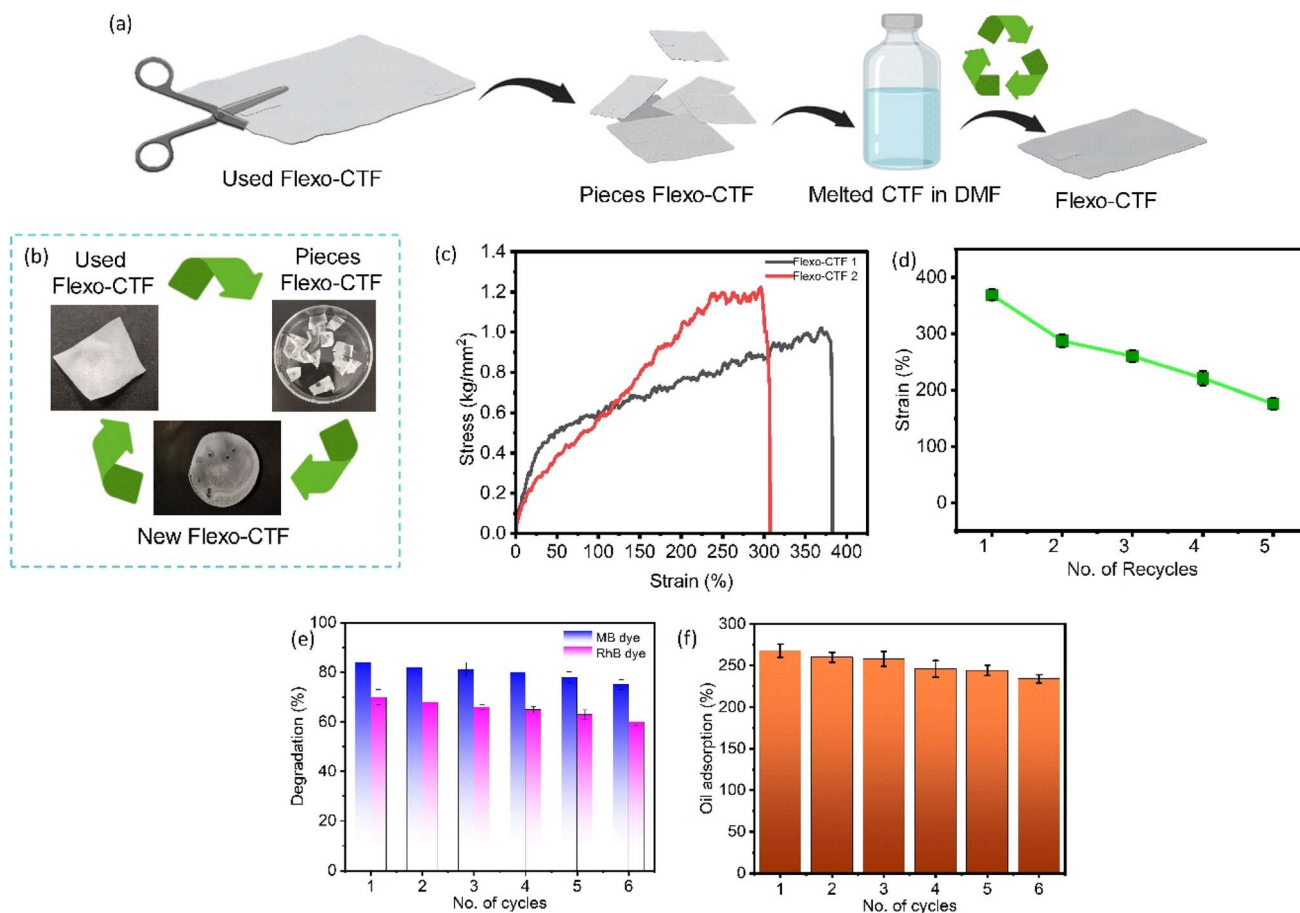 (a)
Used Flexo-CTF
Pieces Flexo-CTF
Melted CTF in DMF
Flexo-CTF
(b)
Used
Flexo-CTF
Pieces
Flexo-CTF
New Flexo-CTF
(c)
Flexo-CTF 1
Flexo-CTF 2
Stress (kg/mm²)
1.4
1.2
1.0
0.8
0.6
0.4
0.2
0.0
0 50 100 150 200 250 300 350 400
Strain (%)
(d)
Strain (%)
400
300
200
100
0
1 2 3 4 5
No. of Recycles
(e)
MB dye
RhB dye
Degradation (%)
100
80
60
40
20
0
1 2 3 4 5 6
No. of cycles
(f)
Oil adsorption (%)
300
250
200
150
100
50
0
1 2 3 4 5 6
No. of cycles